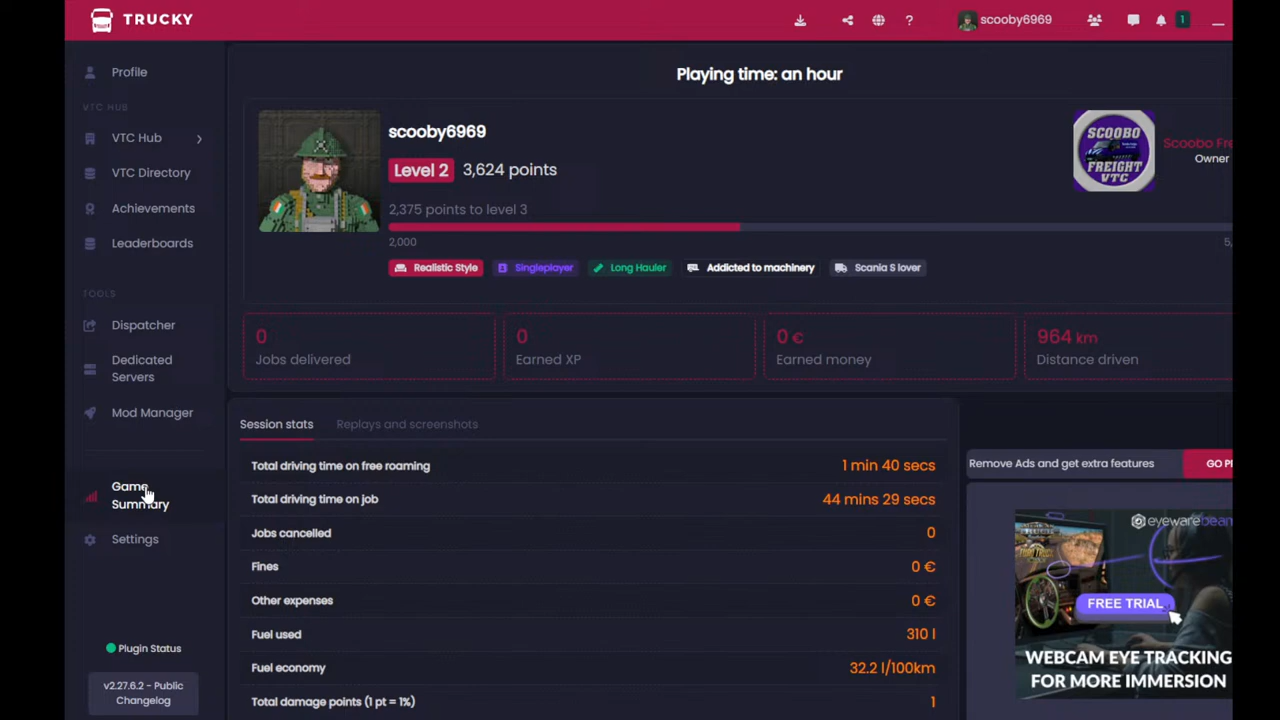 TRUCKY
scooby6969
1
Profile
VTC HUB
VTC Hub
VTC Directory
Achievements
Leaderboards
TOOLS
Dispatcher
Dedicated
Servers
Mod Manager
Game
Summary
Settings
Plugin Status
v2.27.6.2 - Public
Changelog
Playing time: an hour
scooby6969
Level 2 3,624 points
2,375 points to level 3
2,000
5,
Realistic Style
Singleplayer
Long Hauler
Addicted to machinery
Scania S lover
SCOOBO
FREIGHT
VTC
Scoobo Fre
Owner
0
Jobs delivered
0
Earned XP
0 €
Earned money
964 km
Distance driven
Session stats
Replays and screenshots
Total driving time on free roaming 1 min 40 secs
Total driving time on job 44 mins 29 secs
Jobs cancelled 0
Fines 0 €
Other expenses 0 €
Fuel used 310 l
Fuel economy 32.2 l/100km
Total damage points (1 pt = 1%) 1
Remove Ads and get extra features
GO P
eyewarebeam
FREE TRIAL
WEBCAM EYE TRACKING
FOR MORE IMMERSION